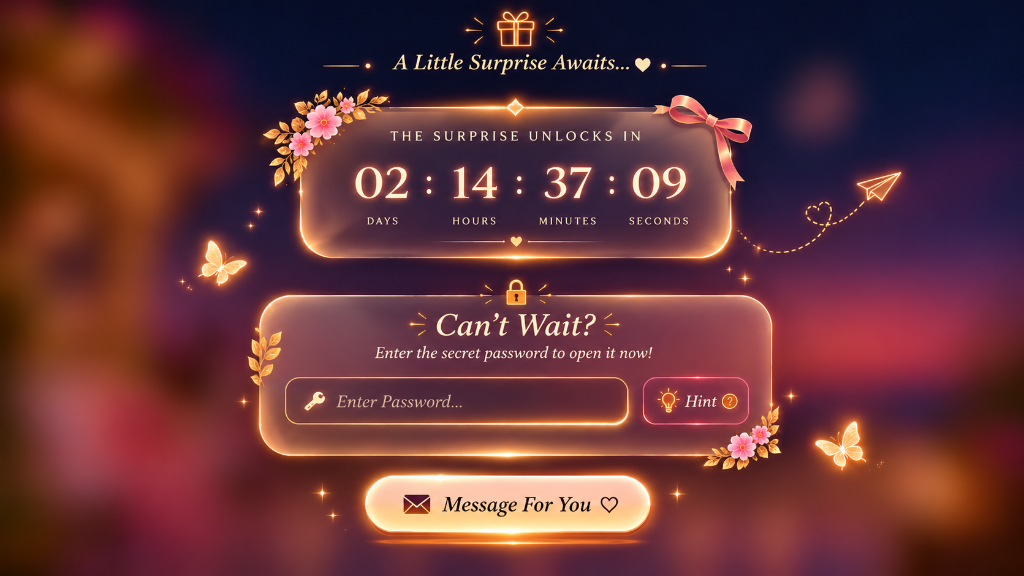 A Little Surprise Awaits...
THE SURPRISE UNLOCKS IN
02 : 14 : 37 : 09
DAYS HOURS MINUTES SECONDS
Can't Wait?
Enter the secret password to open it now!
Enter Password...
Hint ?
Message For You